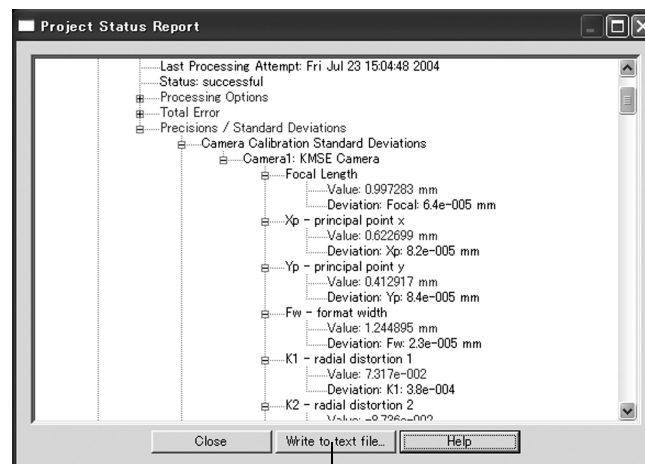 Project Status Report
Last Processing Attempt: Fri Jul 23 15:04:48 2004
Status: successful
Processing Options
Total Error
Precisions / Standard Deviations
Camera Calibration Standard Deviations
Camera1: KMSE Camera
Focal Length
Value: 0.997283 mm
Deviation: Focal: 6.4e-005 mm
Xp - principal point x
Value: 0.622699 mm
Deviation: Xp: 8.2e-005 mm
Yp - principal point y
Value: 0.412917 mm
Deviation: Yp: 8.4e-005 mm
Fw - format width
Value: 1.244895 mm
Deviation: Fw: 2.3e-005 mm
K1 - radial distortion 1
Value: 7.317e-002
Deviation: K1: 3.8e-004
K2 - radial distortion 2
Value: -8.736e-002
Close Write to text file... Help